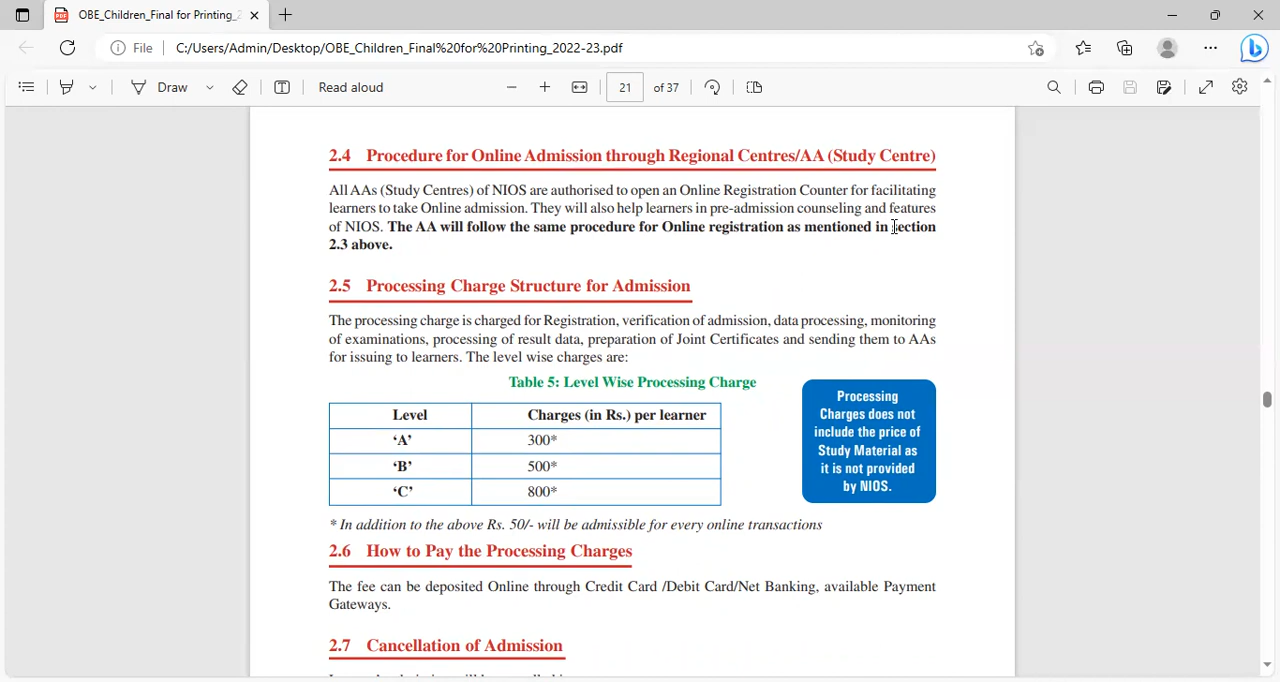 OBE_Children_Final for Printing_2
File C:/Users/Admin/Desktop/OBE_Children_Final%20for%20Printing_2022-23.pdf
Draw Read aloud 21 of 37
2.4 Procedure for Online Admission through Regional Centres/AA (Study Centre)
All AAs (Study Centres) of NIOS are authorised to open an Online Registration Counter for facilitating
learners to take Online admission. They will also help learners in pre-admission counseling and features
of NIOS. The AA will follow the same procedure for Online registration as mentioned in section
2.3 above.
2.5 Processing Charge Structure for Admission
The processing charge is charged for Registration, verification of admission, data processing, monitoring
of examinations, processing of result data, preparation of Joint Certificates and sending them to AAs
for issuing to learners. The level wise charges are:
Table 5: Level Wise Processing Charge
Level Charges (in Rs.) per learner
‘A’ 300*
‘B’ 500*
‘C’ 800*
Processing
Charges does not
include the price of
Study Material as
it is not provided
by NIOS.
* In addition to the above Rs. 50/- will be admissible for every online transactions
2.6 How to Pay the Processing Charges
The fee can be deposited Online through Credit Card /Debit Card/Net Banking, available Payment
Gateways.
2.7 Cancellation of Admission